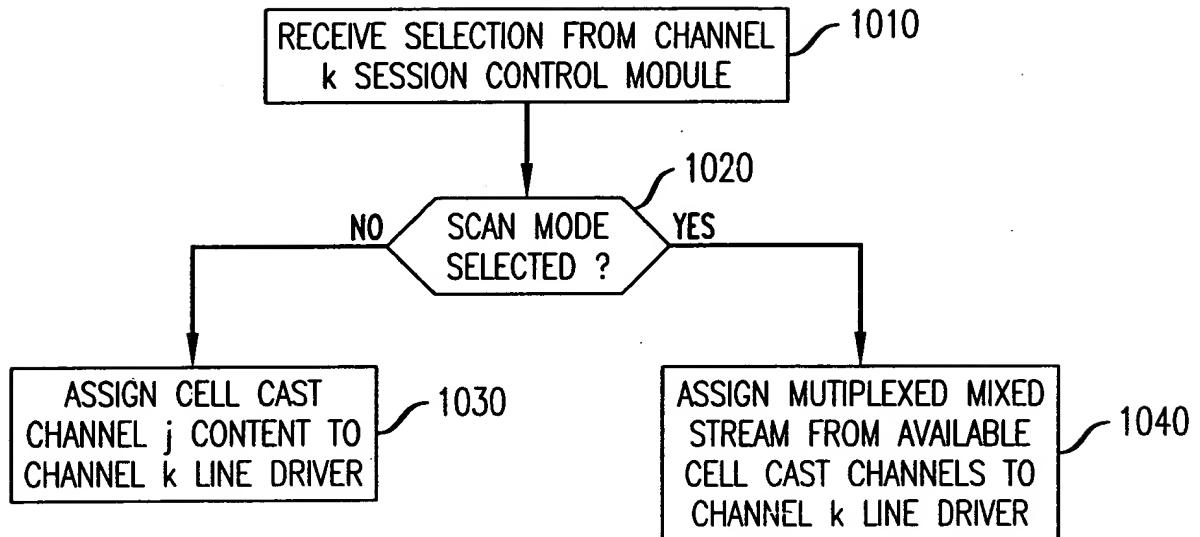 RECEIVE SELECTION FROM CHANNEL
k SESSION CONTROL MODULE
1010
1020
SCAN MODE
SELECTED ?
NO
YES
ASSIGN CELL CAST
CHANNEL j CONTENT TO
CHANNEL k LINE DRIVER
1030
ASSIGN MUTIPLEXED MIXED
STREAM FROM AVAILABLE
CELL CAST CHANNELS TO
CHANNEL k LINE DRIVER
1040